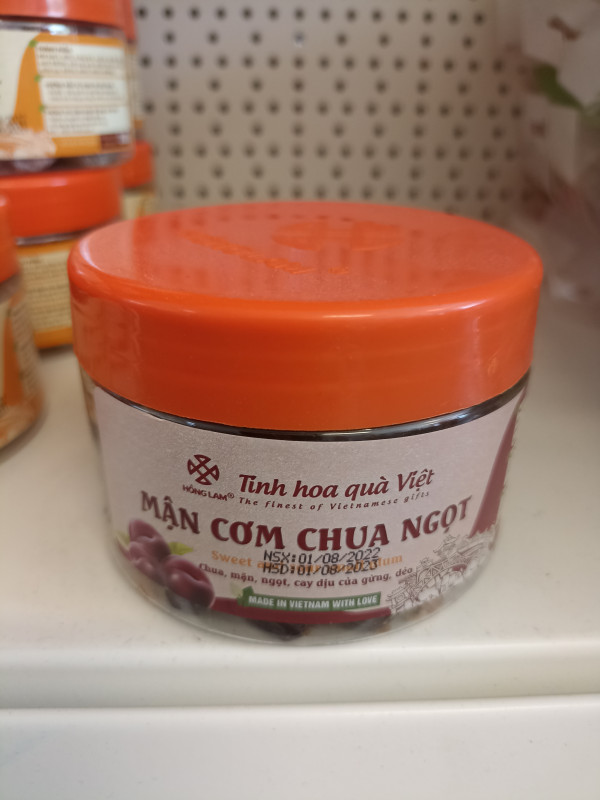 HỒNG LAM®
Tinh hoa quà Việt
The finest of Vietnamese gifts
MẬN CƠM CHUA NGỌT
Sweet
NSX:01/08/2022
HSD:01/08/2023
Chua, mặn, ngọt, cay dịu của gừng, dẻo
MADE IN VIETNAM WITH LOVE